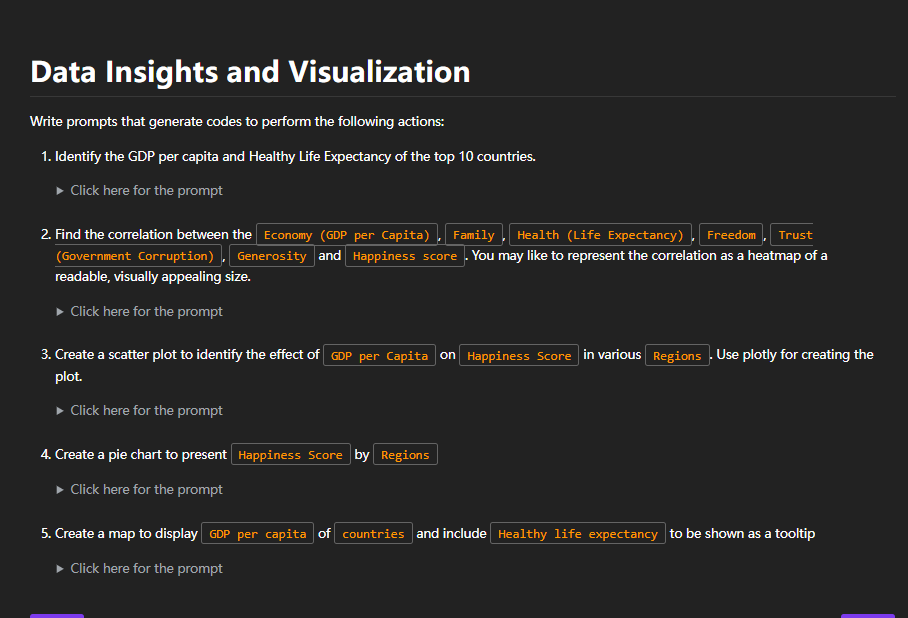 Data Insights and Visualization
Write prompts that generate codes to perform the following actions:
1. Identify the GDP per capita and Healthy Life Expectancy of the top 10 countries.
Click here for the prompt
2. Find the correlation between the Economy (GDP per Capita), Family, Health (Life Expectancy), Freedom, Trust
(Government Corruption), Generosity and Happiness score. You may like to represent the correlation as a heatmap of a
readable, visually appealing size.
Click here for the prompt
3. Create a scatter plot to identify the effect of GDP per Capita on Happiness Score in various Regions. Use plotly for creating the
plot.
Click here for the prompt
4. Create a pie chart to present Happiness Score by Regions
Click here for the prompt
5. Create a map to display GDP per capita of countries and include Healthy life expectancy to be shown as a tooltip
Click here for the prompt